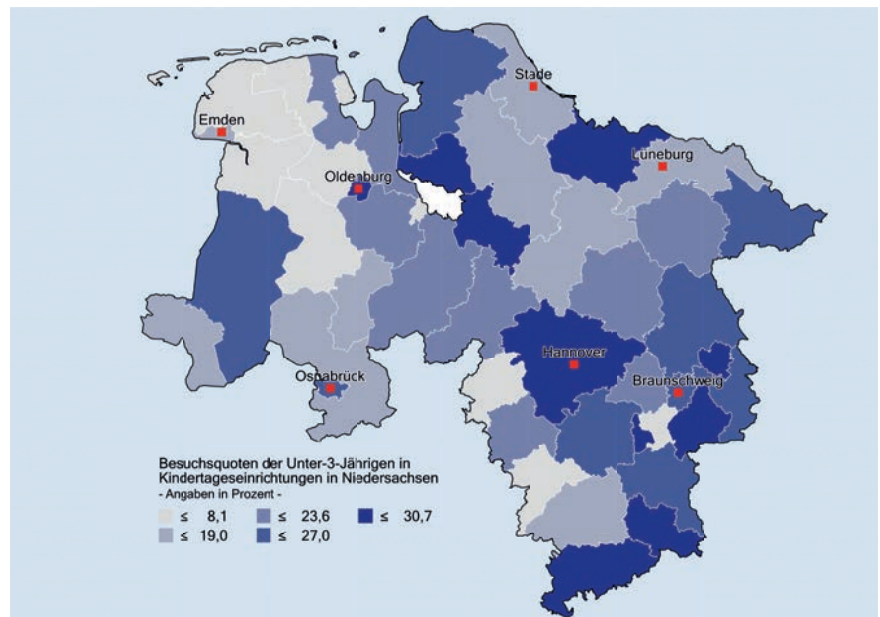 Stade
Emden
Lüneburg
Oldenburg
Hannover
Osnabrück
Braunschweig
Besuchsquoten der Unter-3-Jährigen in
Kindertageseinrichtungen in Niedersachsen
- Angaben in Prozent -
≤ 8,1 ≤ 23,6 ≤ 30,7
≤ 19,0 ≤ 27,0